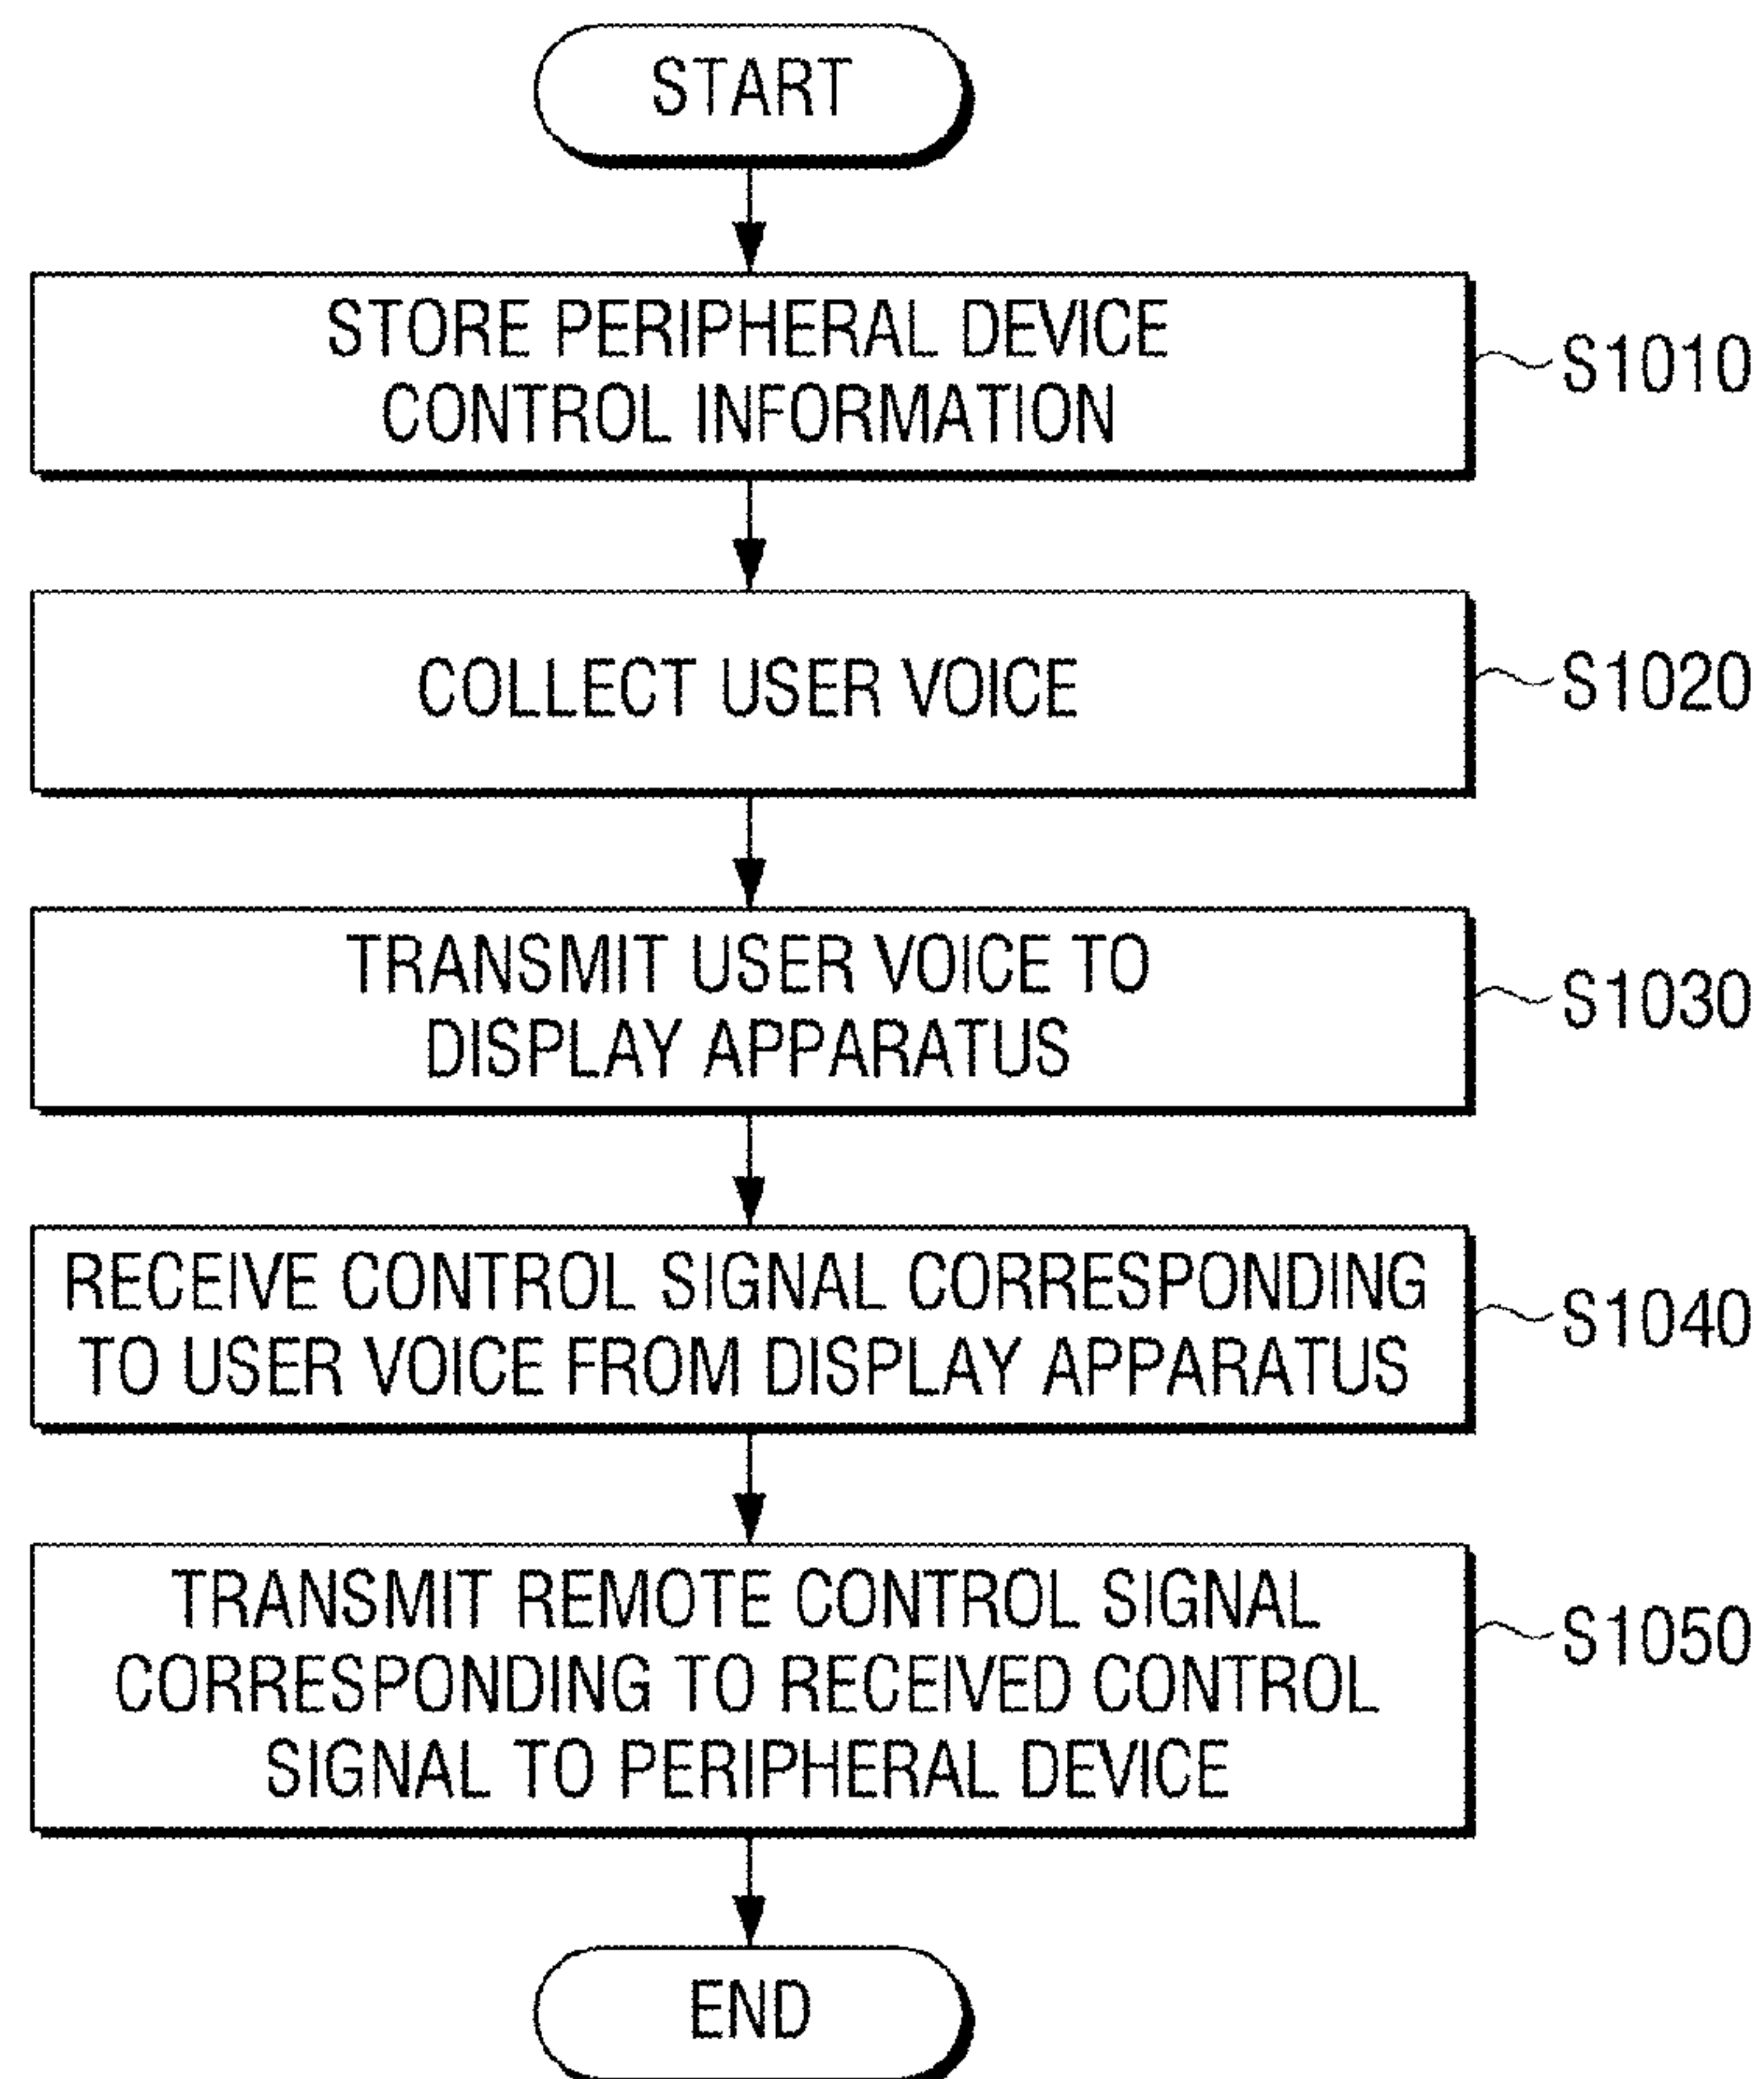 START
STORE PERIPHERAL DEVICE
CONTROL INFORMATION
S1010
COLLECT USER VOICE
S1020
TRANSMIT USER VOICE TO
DISPLAY APPARATUS
S1030
RECEIVE CONTROL SIGNAL CORRESPONDING
TO USER VOICE FROM DISPLAY APPARATUS
S1040
TRANSMIT REMOTE CONTROL SIGNAL
CORRESPONDING TO RECEIVED CONTROL
SIGNAL TO PERIPHERAL DEVICE
S1050
END